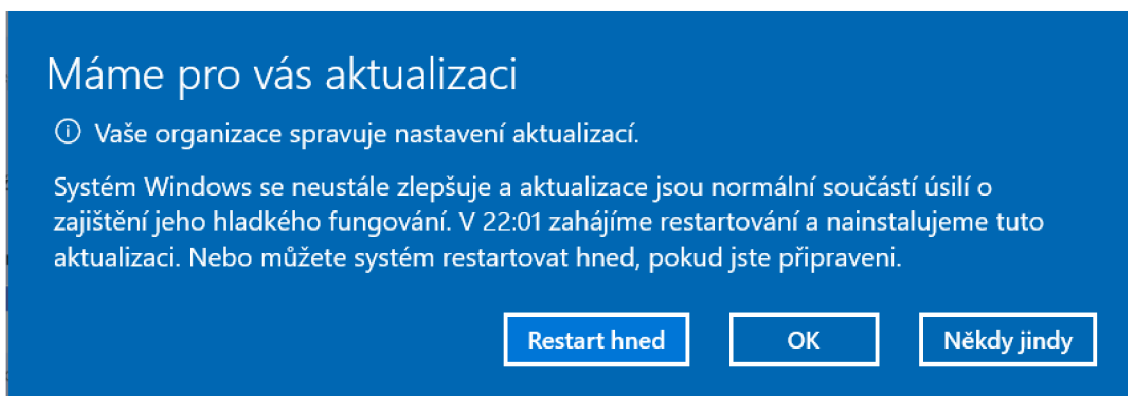 Máme pro vás aktualizaci
Vaše organizace spravuje nastavení aktualizací.
Systém Windows se neustále zlepšuje a aktualizace jsou normální součástí úsilí o
zajištění jeho hladkého fungování. V 22:01 zahájíme restartování a nainstalujeme tuto
aktualizaci. Nebo můžete systém restartovat hned, pokud jste připraveni.
Restart hned OK Někdy jindy